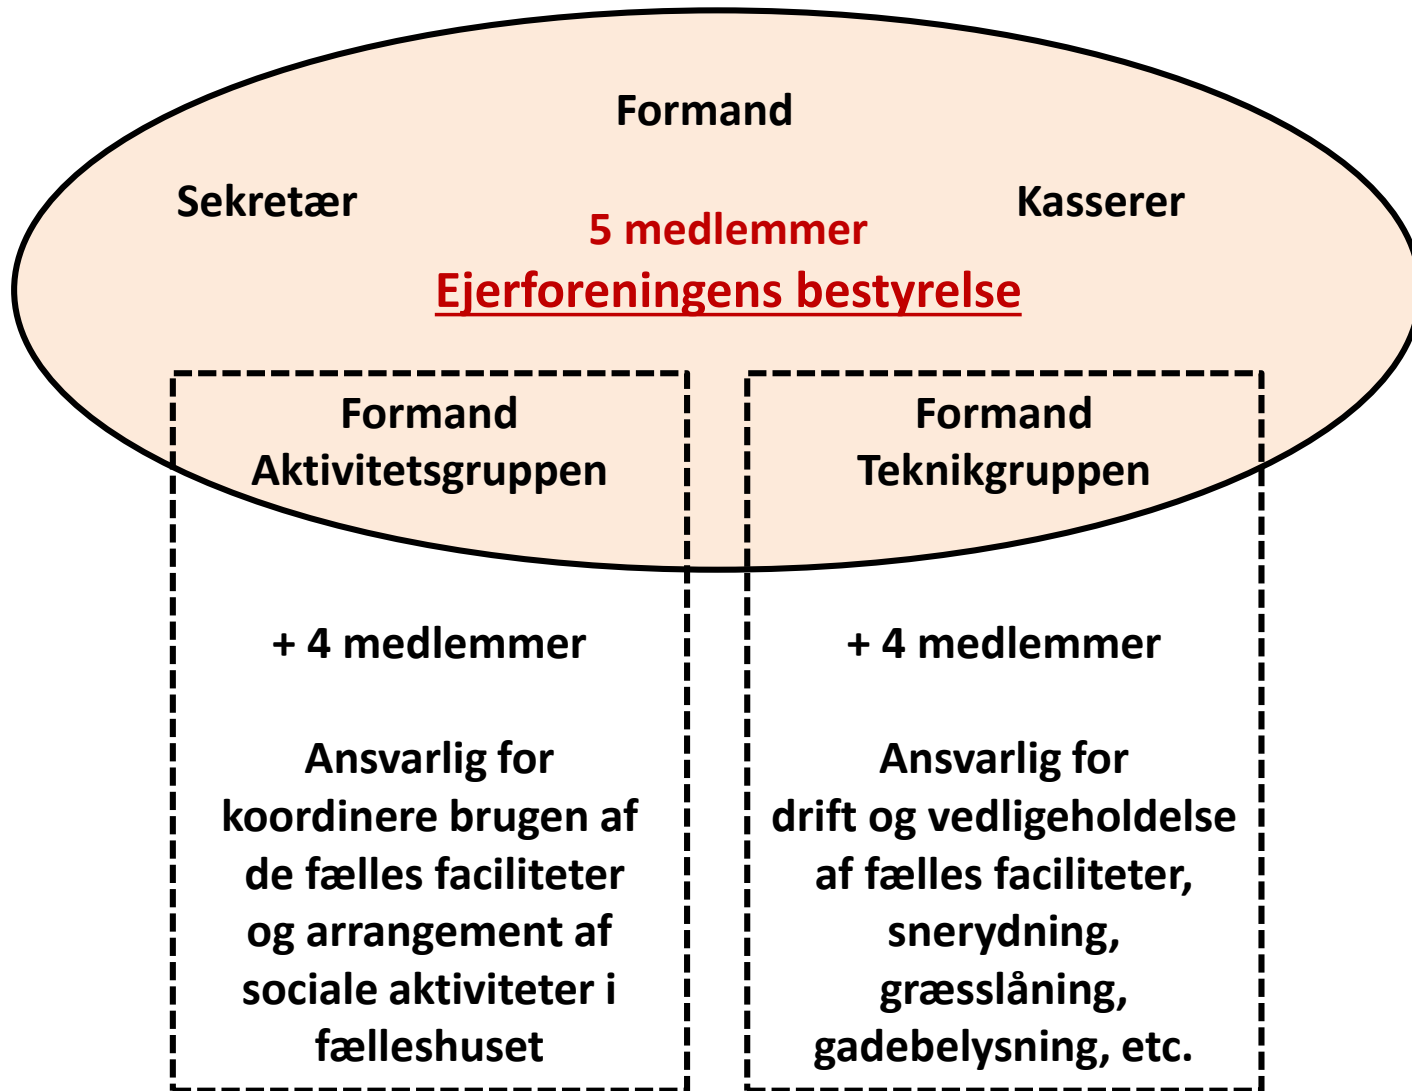 Formand
Sekretær
Kasserer
5 medlemmer
Ejerforeningens bestyrelse
Formand
Aktivitetsgruppen
+ 4 medlemmer
Ansvarlig for
koordinere brugen af
de fælles faciliteter
og arrangement af
sociale aktiviteter i
fælleshuset
Formand
Teknikgruppen
+ 4 medlemmer
Ansvarlig for
drift og vedligeholdelse
af fælles faciliteter,
snerydning,
græsslåning,
gadebelysning, etc.